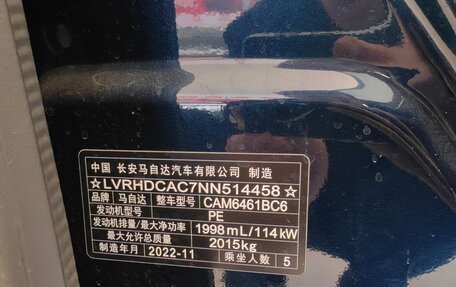 中国 长安马自达汽车有限公司 制造
☆LVRHDCAC7NN514458☆
品牌 马自达 整车型号 CAM6461BC6
发动机型号 PE
发动机排量/最大净功率 1998mL/114kW
最大允许总质量 2015kg
制造年月 2022-11 乘坐人数 5